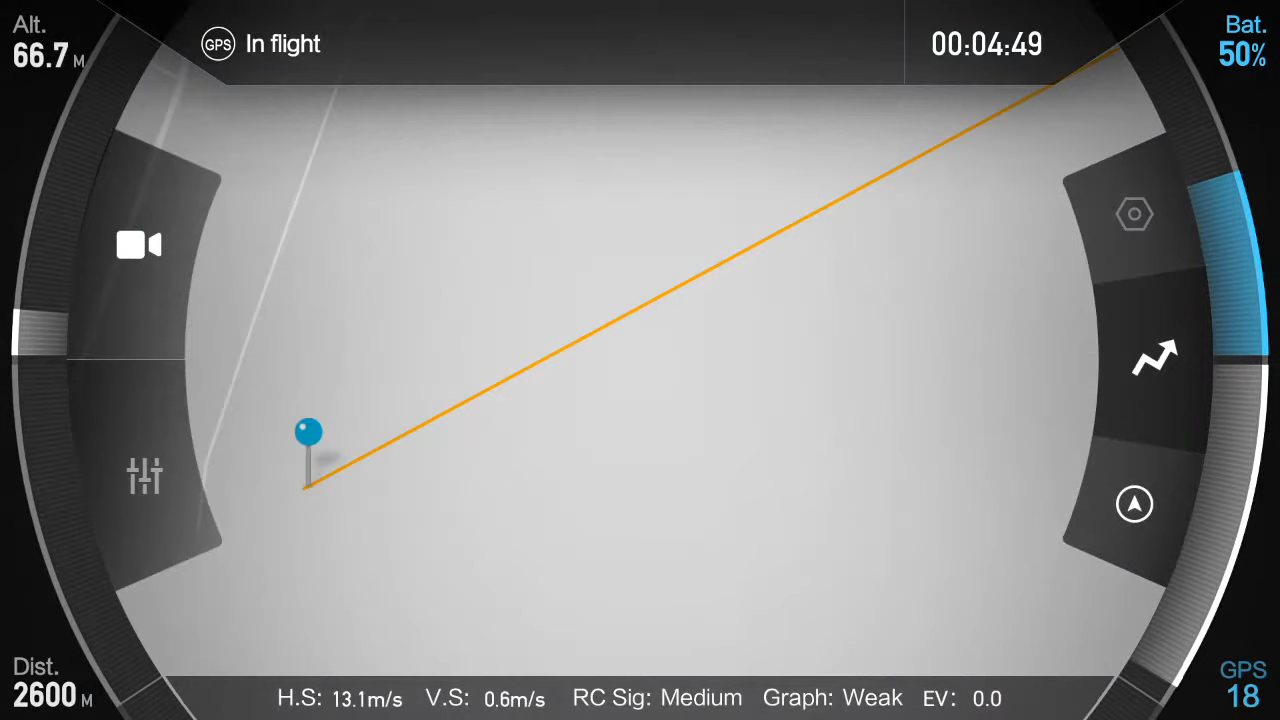 Alt.
66.7 M
GPS In flight
00:04:49
Bat.
50%
Dist.
2600 M
H.S: 13.1m/s V.S: 0.6m/s RC Sig: Medium Graph: Weak EV: 0.0
GPS
18